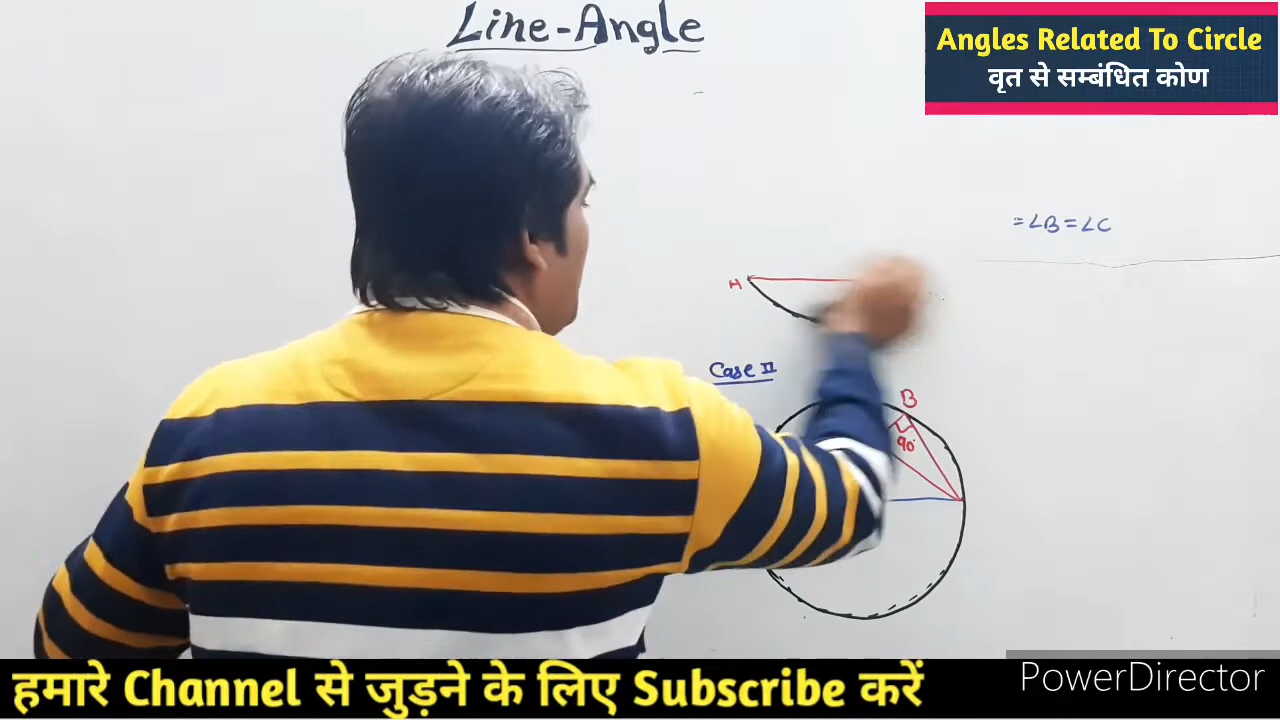 Line-Angle
Angles Related To Circle
वृत से सम्बंधित कोण
=∠B=∠C
A
Case II
B
90°
हमारे Channel से जुड़ने के लिए Subscribe करें
PowerDirector